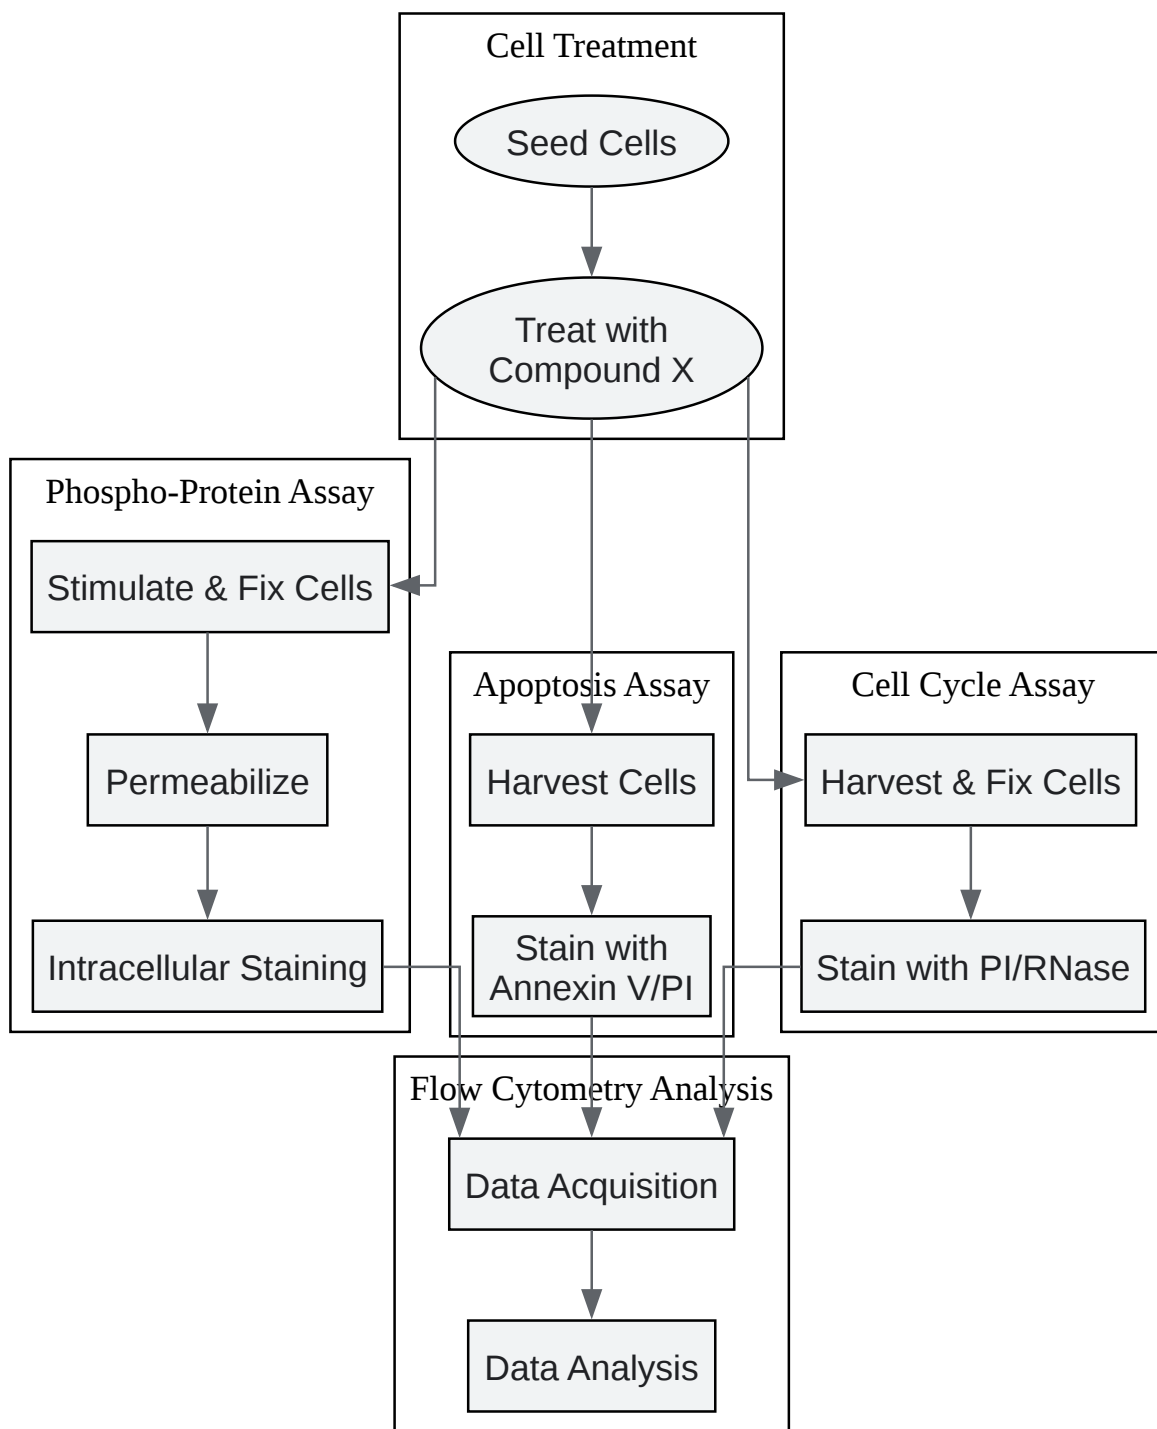 Cell Treatment
Seed Cells
Treat with
Compound X
Phospho-Protein Assay
Stimulate & Fix Cells
Permeabilize
Intracellular Staining
Apoptosis Assay
Harvest Cells
Stain with
Annexin V/PI
Cell Cycle Assay
Harvest & Fix Cells
Stain with PI/RNase
Flow Cytometry Analysis
Data Acquisition
Data Analysis